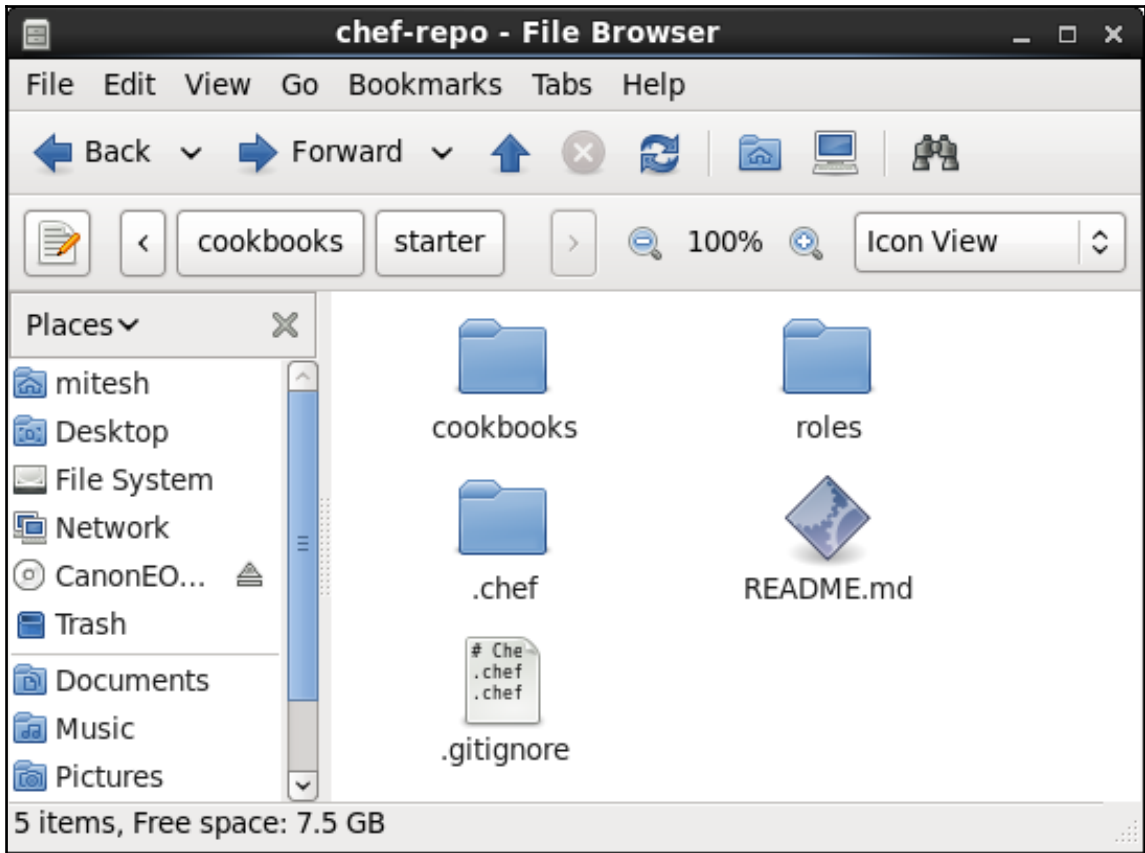 chef-repo - File Browser
File Edit View Go Bookmarks Tabs Help
Back Forward
cookbooks starter 100% Icon View
Places
mitesh
Desktop
File System
Network
CanonEO...
Trash
Documents
Music
Pictures
cookbooks roles
.chef README.md
# Che
.chef
.chef
.gitignore
5 items, Free space: 7.5 GB